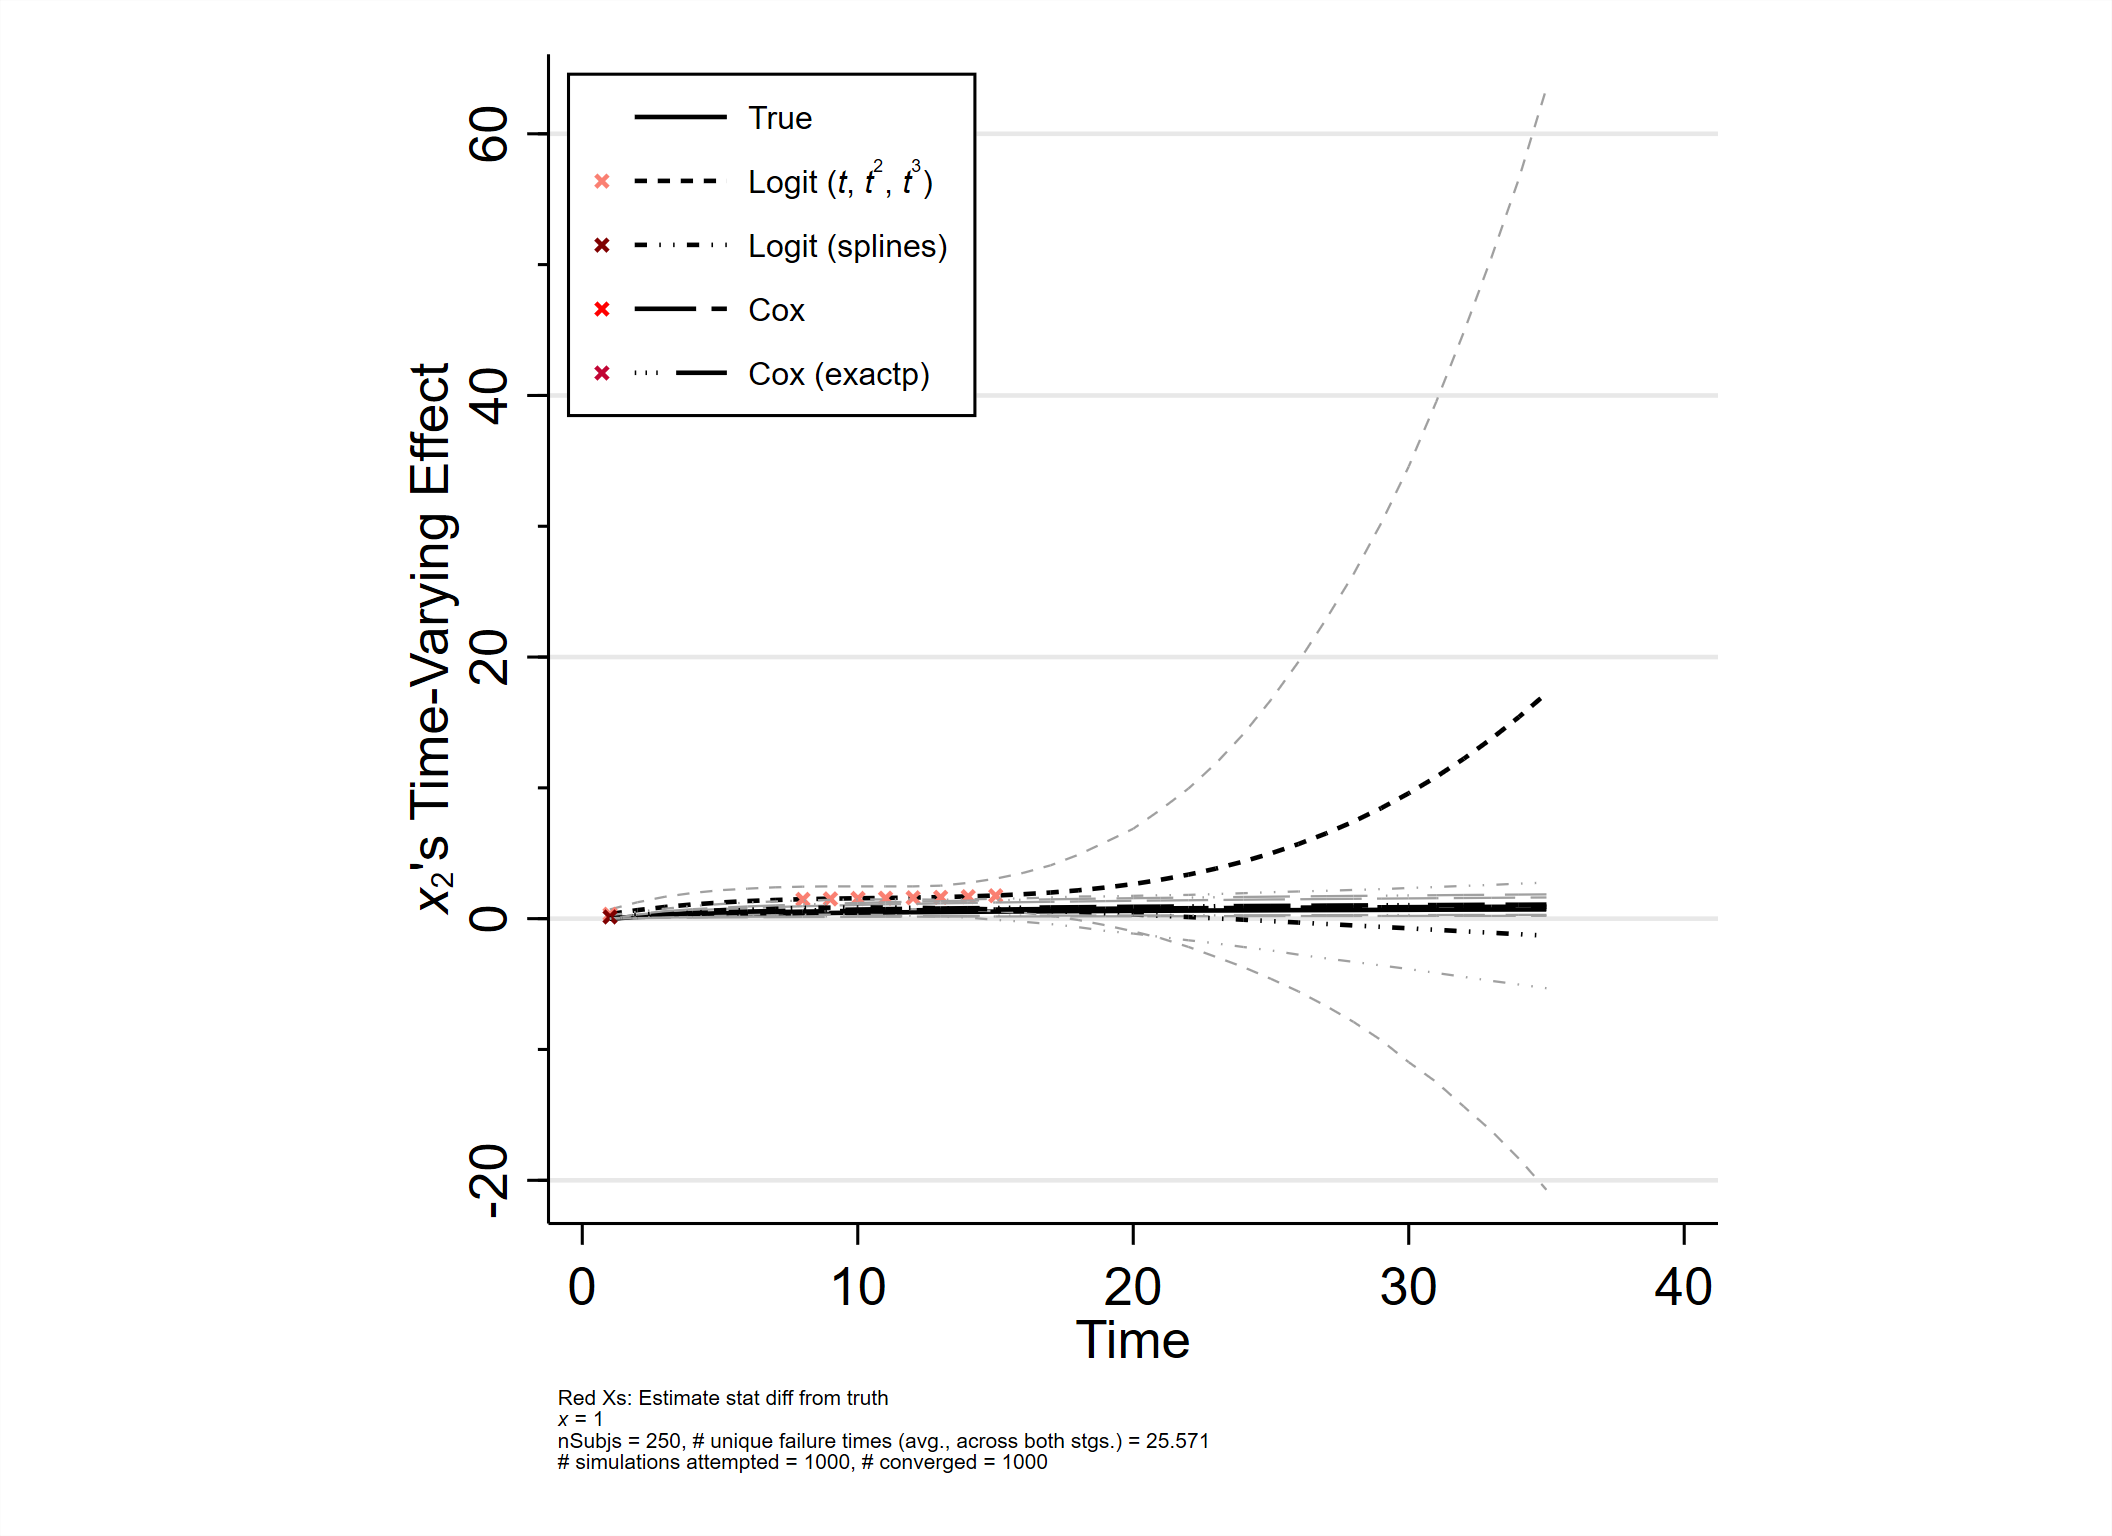 True
Logit (t, t², t³)
Logit (splines)
Cox
Cox (exactp)
x₂'s Time-Varying Effect
60
40
20
0
-20
0 10 20 30 40
Time
Red Xs: Estimate stat diff from truth
x = 1
nSubjs = 250, # unique failure times (avg., across both stgs.) = 25.571
# simulations attempted = 1000, # converged = 1000